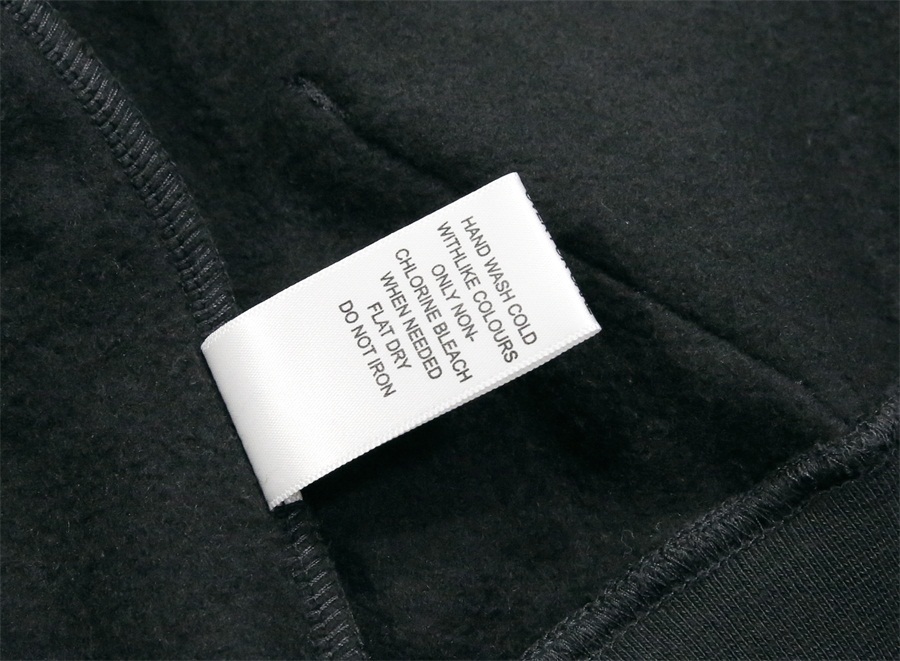 HAND WASH COLD
WITHLIKE COLOURS
ONLY NON-
CHLORINE BLEACH
WHEN NEEDED
FLAT DRY
DO NOT IRON